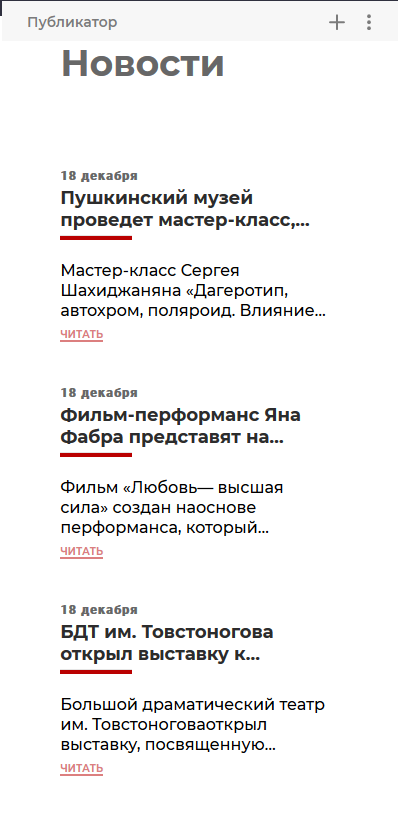 Публикатор
Новости
18 декабря
Пушкинский музей
проведет мастер-класс,...
Мастер-класс Сергея
Шахиджаняна «Дагеротип,
автохром, поляроид. Влияние...
ЧИТАТЬ
18 декабря
Фильм-перформанс Яна
Фабра представят на...
Фильм «Любовь— высшая
сила» создан наоснове
перформанса, который...
ЧИТАТЬ
18 декабря
БДТ им. Товстоногова
открыл выставку к...
Большой драматический театр
им. Товстоноговаоткрыл
выставку, посвященную...
ЧИТАТЬ